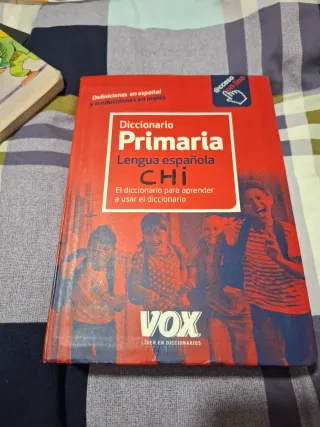 Definiciones en español
y traducciones en inglés
acceso
Diccionario
Primaria
Lengua española
CHi
El diccionario para aprender
a usar el diccionario
VOX
LÍDER EN DICCIONARIOS